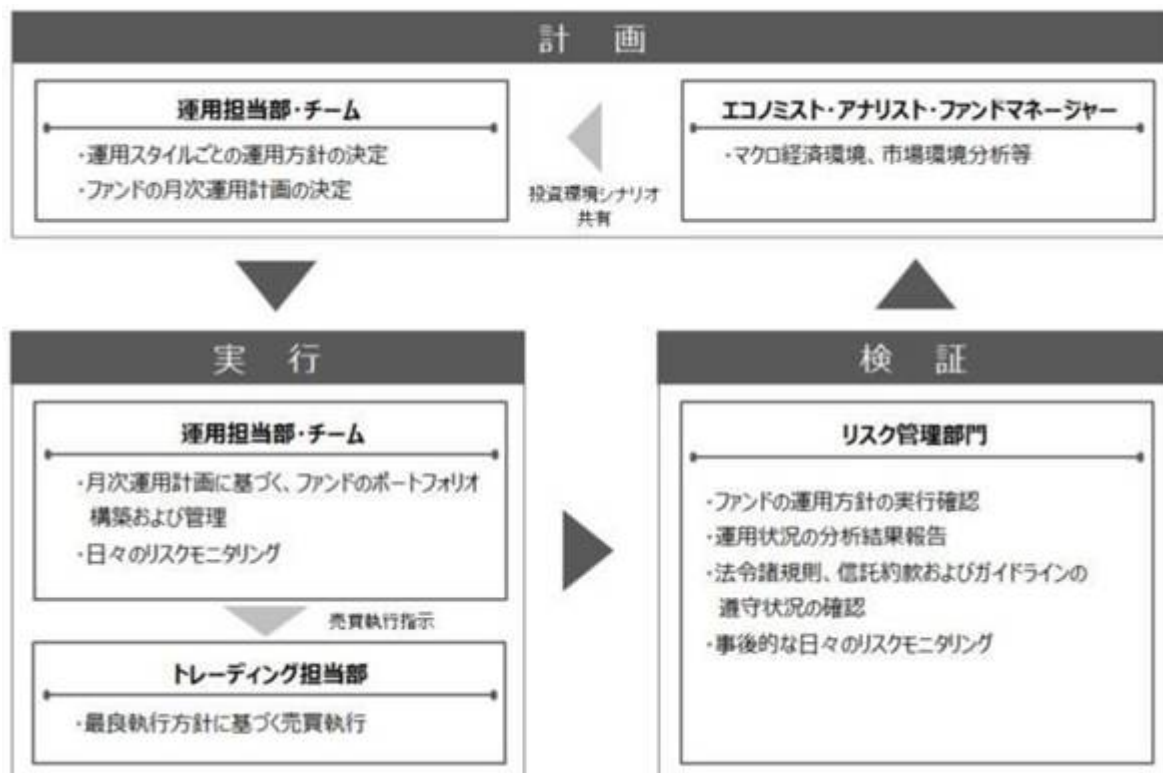 計 画
運用担当部・チーム
・運用スタイルごとの運用方針の決定
・ファンドの月次運用計画の決定
投資環境シナリオ
共有
エコノミスト・アナリスト・ファンドマネージャー
・マクロ経済環境、市場環境分析等
実 行
運用担当部・チーム
・月次運用計画に基づく、ファンドのポートフォリオ
構築および管理
・日々のリスクモニタリング
売買執行指示
トレーディング担当部
・最良執行方針に基づく売買執行
検 証
リスク管理部門
・ファンドの運用方針の実行確認
・運用状況の分析結果報告
・法令諸規則、信託約款およびガイドラインの
遵守状況の確認
・事後的な日々のリスクモニタリング